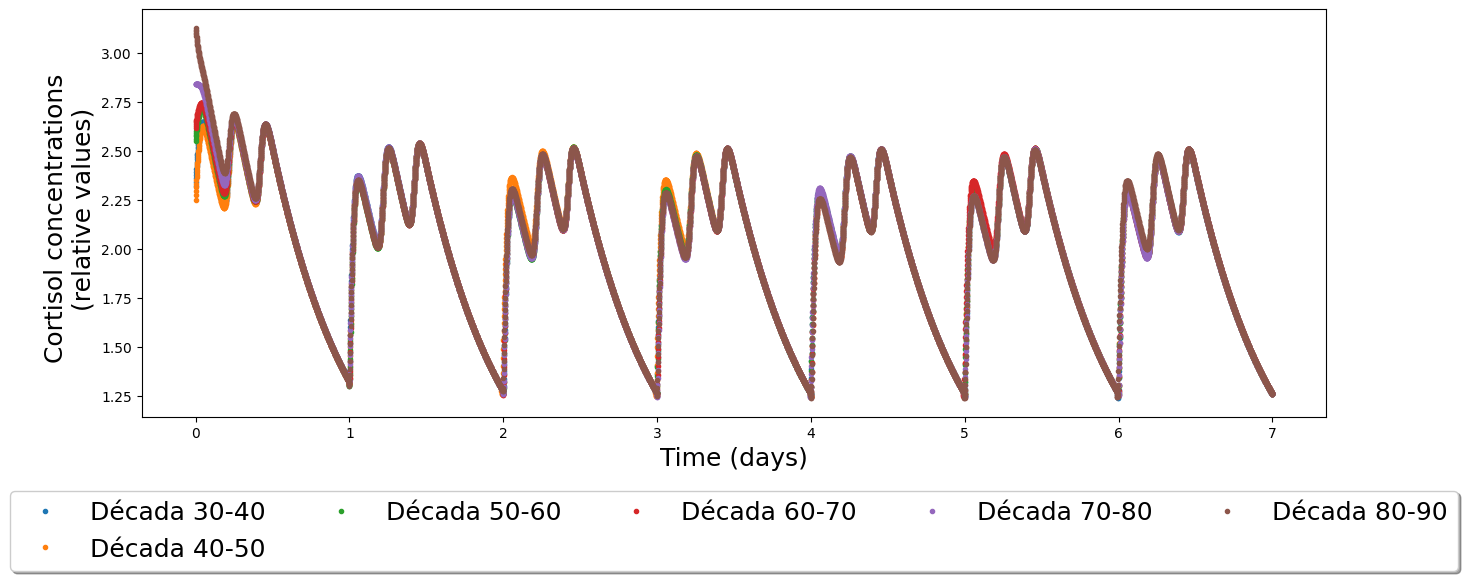 3.00
2.75
2.50
2.25
2.00
1.75
1.50
1.25
Cortisol concentrations
(relative values)
0 1 2 3 4 5 6 7
Time (days)
Década 30-40 Década 50-60 Década 60-70 Década 70-80 Década 80-90
Década 40-50